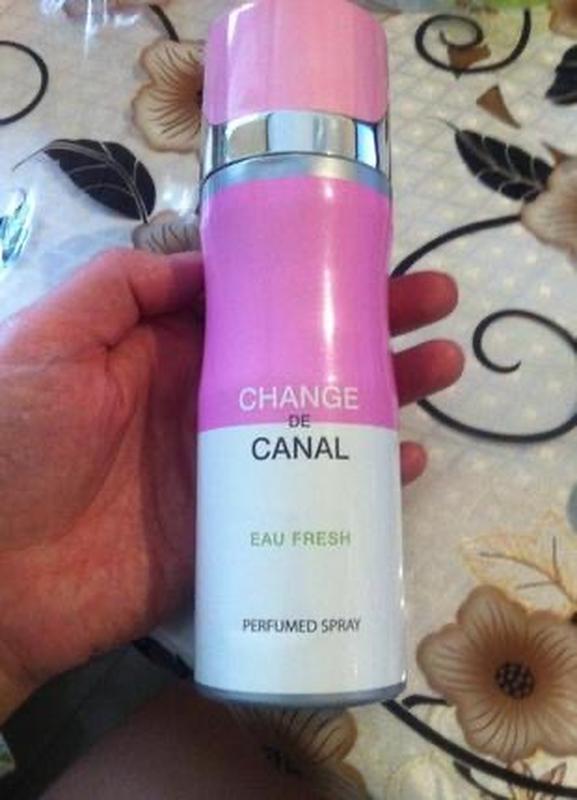 CHANGE
DE
CANAL
EAU FRESH
PERFUMED SPRAY